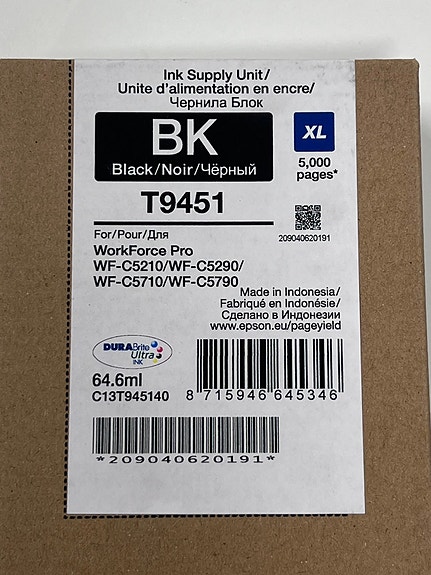 Ink Supply Unit/
Unite d'alimentation en encre/
Чернила Блок
BK
Black/Noir/Чёрный
XL
5,000
pages*
T9451
209040620191
For/Pour/Для
WorkForce Pro
WF-C5210/WF-C5290/
WF-C5710/WF-C5790
Made in Indonesia/
Fabriqué en Indonésie/
Сделано в Индонезии
www.epson.eu/pageyield
DURABrite
Ultra
INK
64.6ml
C13T945140
8 715946 645346
*209040620191*